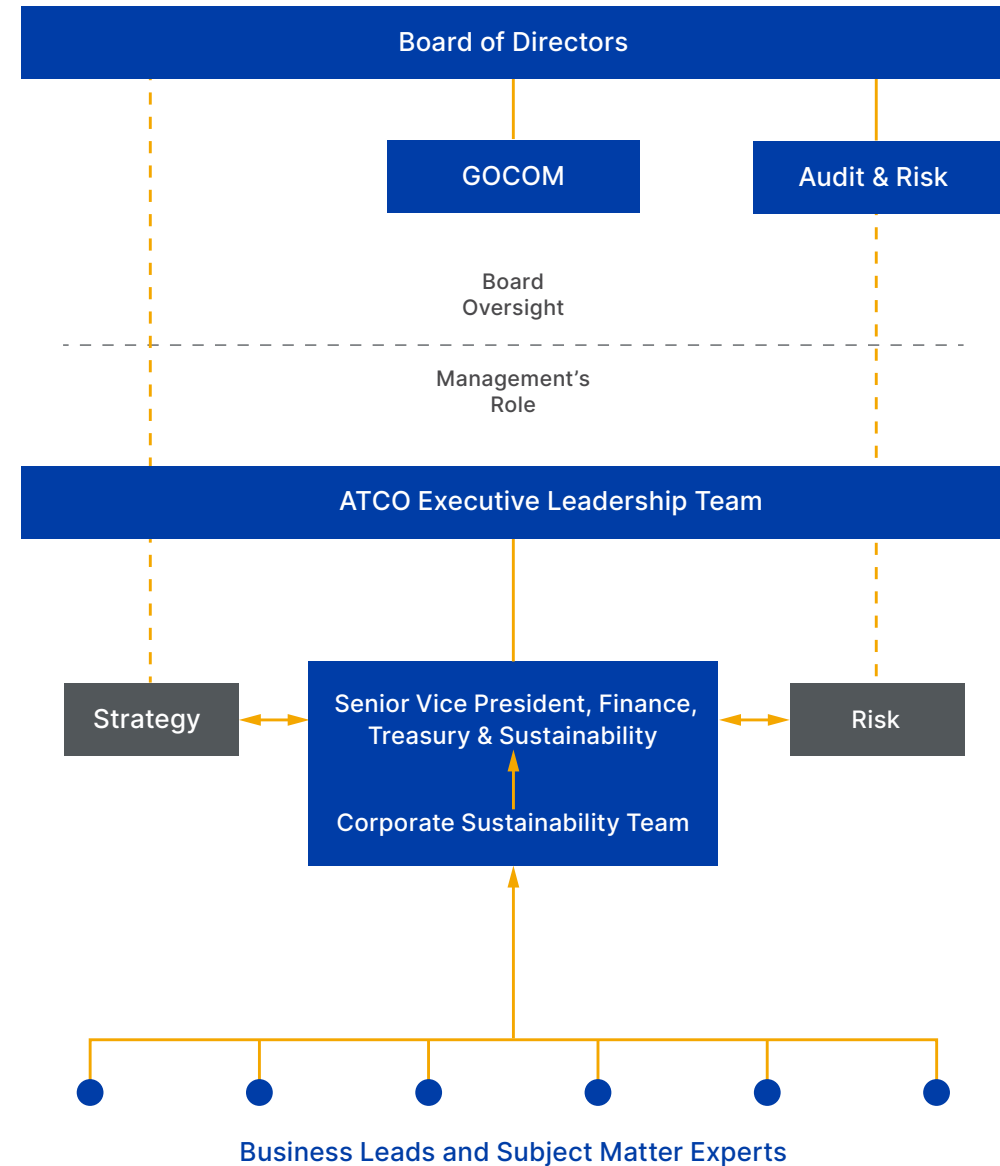 Board of Directors
GOCOM
Audit & Risk
Board
Oversight
Management’s
Role
ATCO Executive Leadership Team
Strategy
Senior Vice President, Finance,
Treasury & Sustainability
Corporate Sustainability Team
Risk
Business Leads and Subject Matter Experts